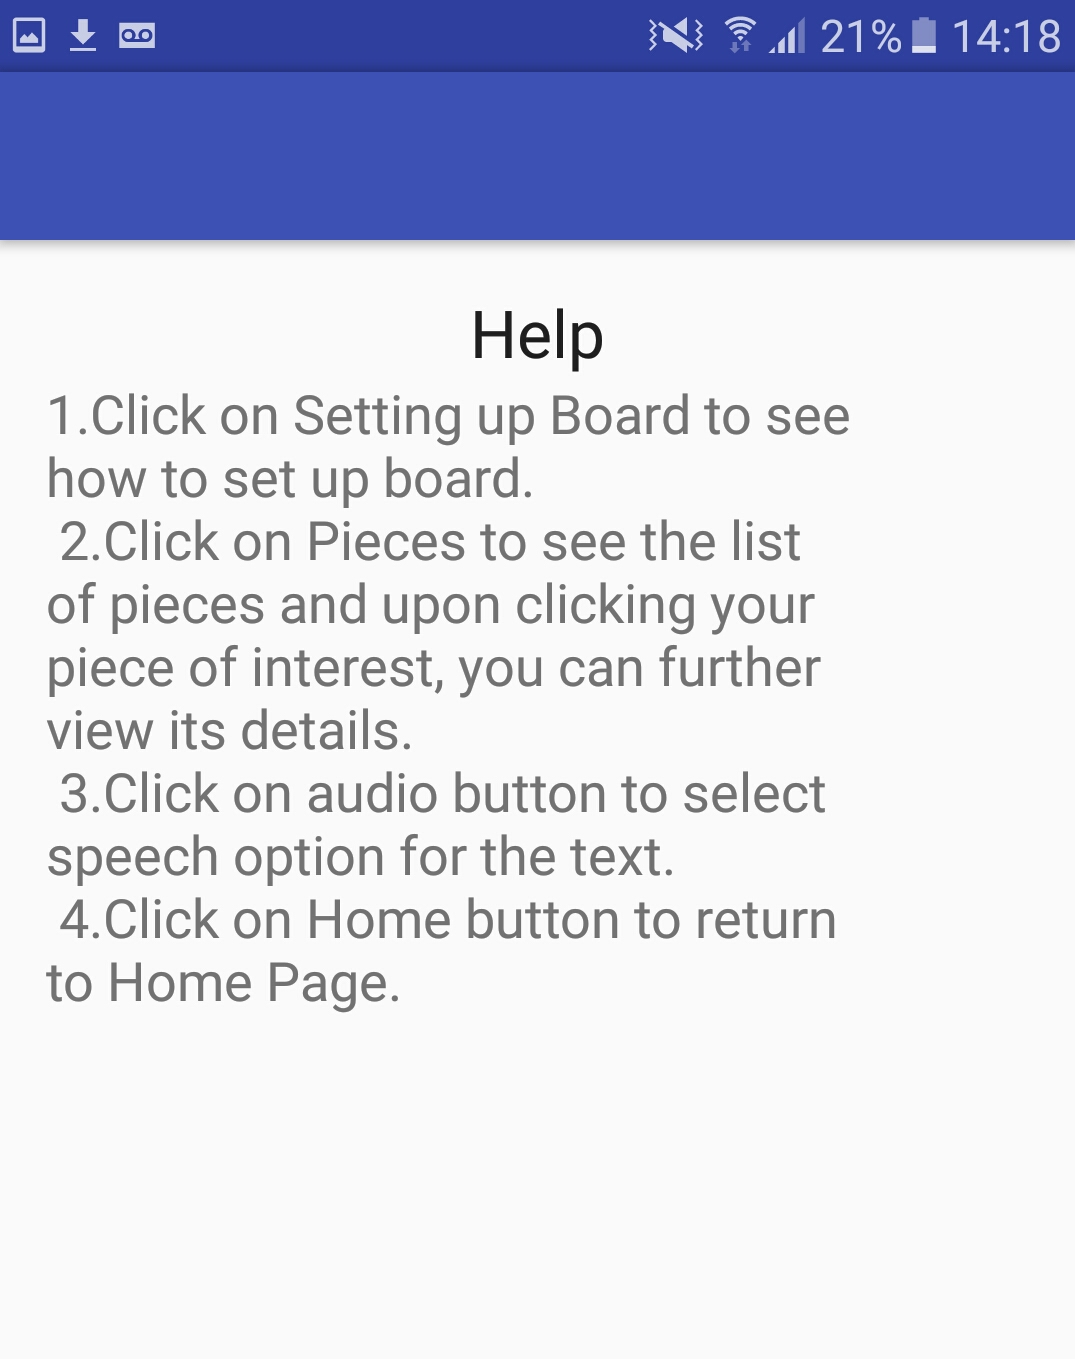 21% 14:18
Help
1.Click on Setting up Board to see
how to set up board.
2.Click on Pieces to see the list
of pieces and upon clicking your
piece of interest, you can further
view its details.
3.Click on audio button to select
speech option for the text.
4.Click on Home button to return
to Home Page.